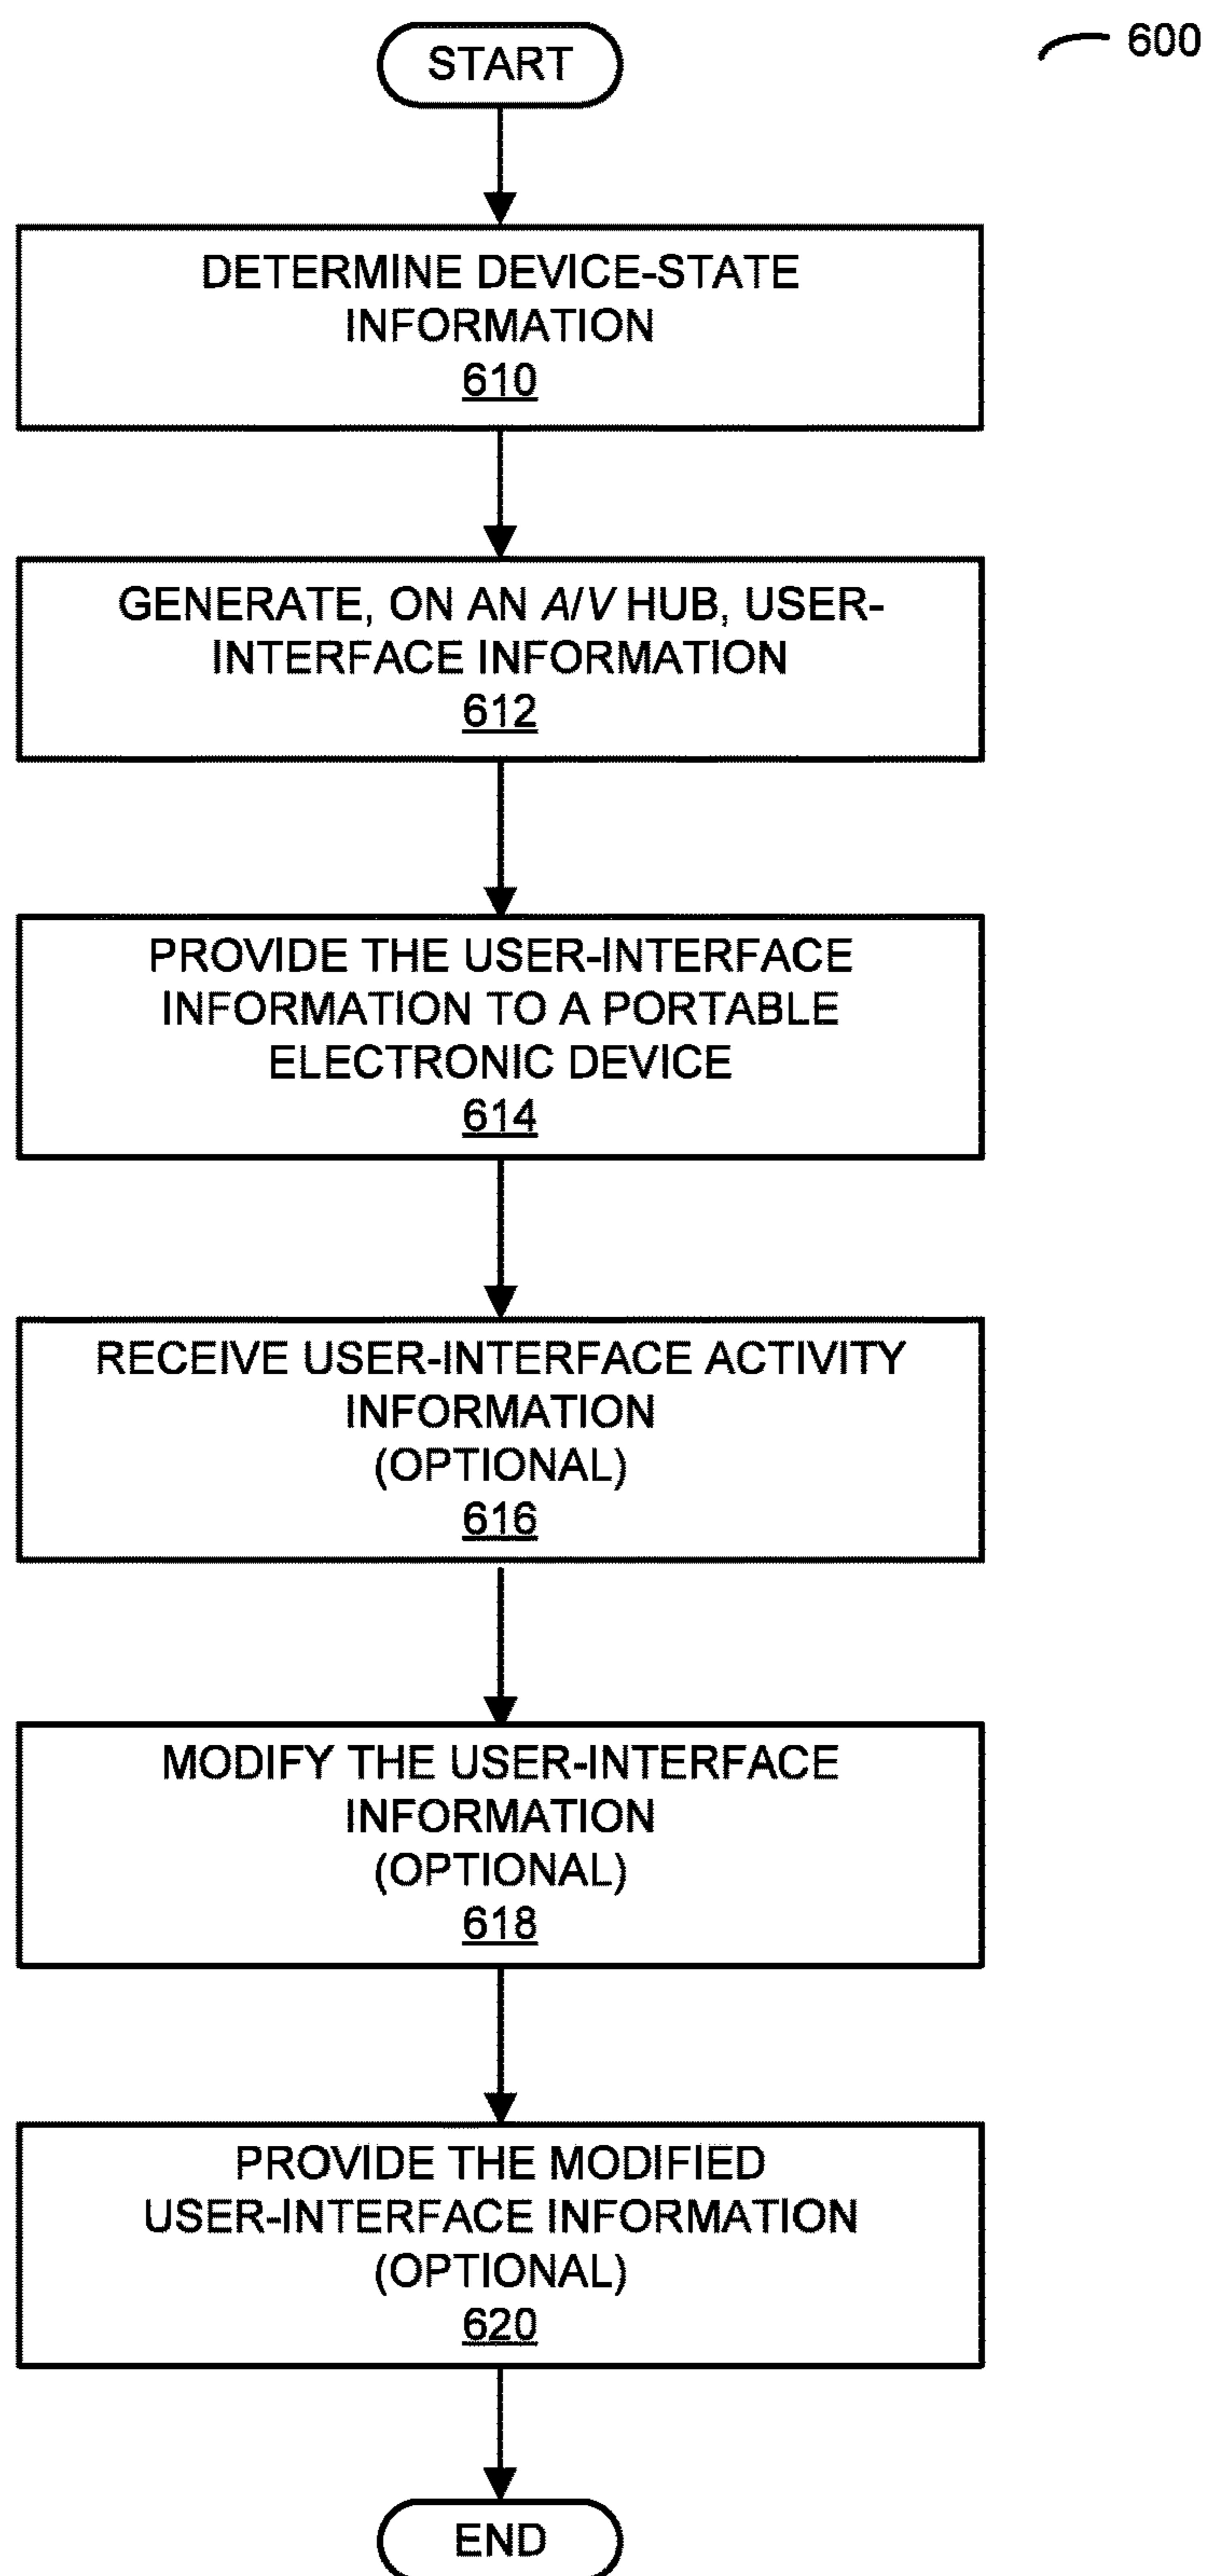 START
600
DETERMINE DEVICE-STATE
INFORMATION
610
GENERATE, ON AN A/V HUB, USER-
INTERFACE INFORMATION
612
PROVIDE THE USER-INTERFACE
INFORMATION TO A PORTABLE
ELECTRONIC DEVICE
614
RECEIVE USER-INTERFACE ACTIVITY
INFORMATION
(OPTIONAL)
616
MODIFY THE USER-INTERFACE
INFORMATION
(OPTIONAL)
618
PROVIDE THE MODIFIED
USER-INTERFACE INFORMATION
(OPTIONAL)
620
END